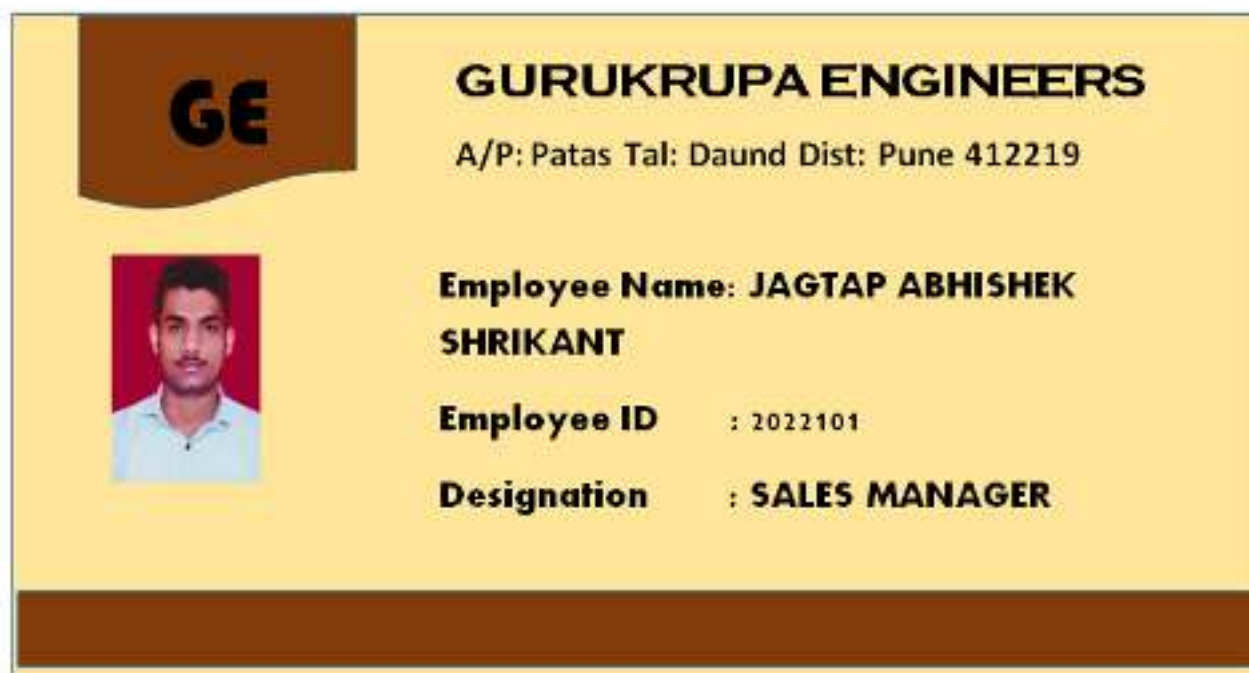 GE
GURUKRUPA ENGINEERS
A/P: Patas Tal: Daund Dist: Pune 412219
Employee Name: JAGTAP ABHISHEK
SHRIKANT
Employee ID : 2022101
Designation : SALES MANAGER